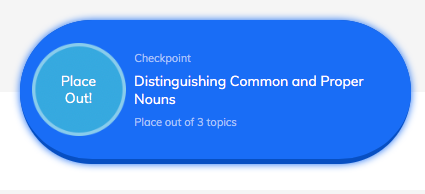 Place
Out!
Checkpoint
Distinguishing Common and Proper
Nouns
Place out of 3 topics